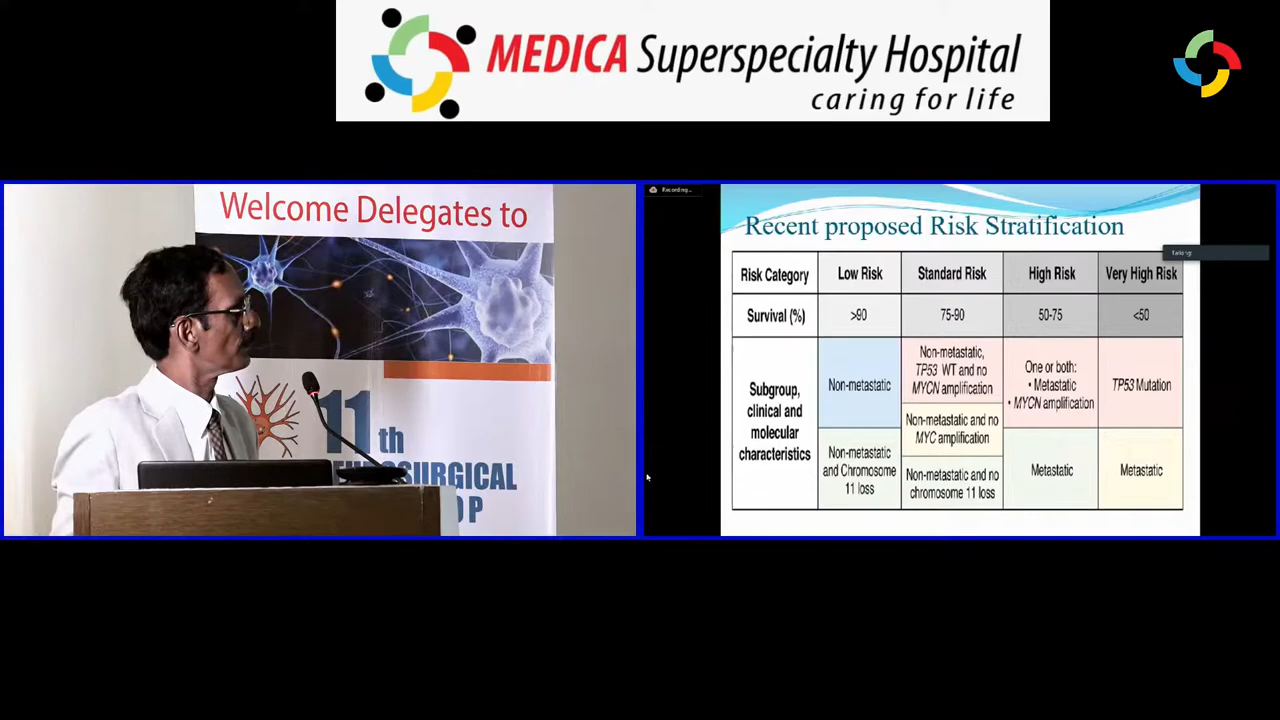 MEDICA Superspecialty Hospital
caring for life
Welcome Delegates to
11th
SURGICAL
Recording...
Recent proposed Risk Stratification
Talking:
Risk Category
Low Risk
Standard Risk
High Risk
Very High Risk
Survival (%)
>90
75-90
50-75
<50
Subgroup,
clinical and
molecular
characteristics
Non-metastatic
Non-metastatic
and Chromosome
11 loss
Non-metastatic,
TP53 WT and no
MYCN amplification
Non-metastatic and no
MYC amplification
Non-metastatic and no
chromosome 11 loss
One or both:
• Metastatic
• MYCN amplification
Metastatic
TP53 Mutation
Metastatic